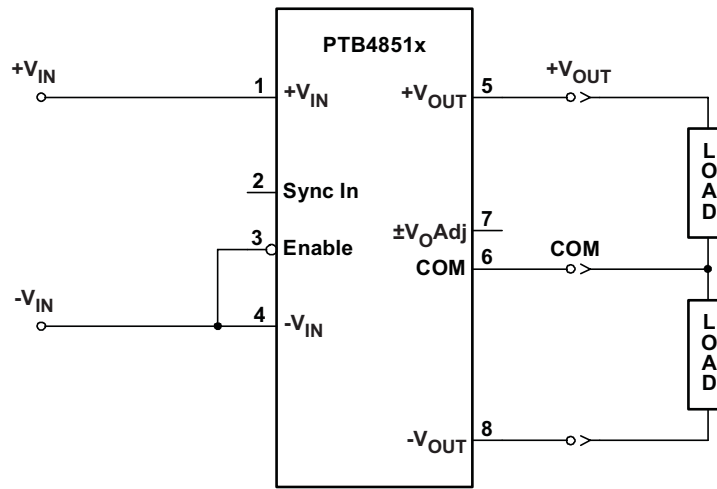 PTB4851x
+VIN
1
+VIN
+VOUT
5
+VOUT
LOAD
2
Sync In
3
Enable
±VOAdj
7
COM
6
COM
-VIN
4
-VIN
LOAD
-VOUT
8